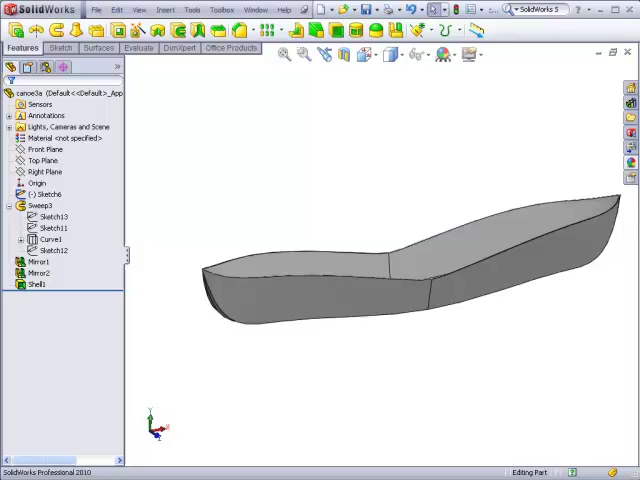 SolidWorks File Edit View Insert Tools Window Help SolidWorks S
Features Sketch Surfaces Evaluate DimXpert Office Products
canoe3a (Default<<Default>_App
Sensors
Annotations
Lights, Cameras and Scene
Material <not specified>
Front Plane
Top Plane
Right Plane
Origin
(-) Sketch6
Sweep3
Sketch13
Sketch11
Curve1
Sketch12
Mirror1
Mirror2
Shell1
Y
X
Z
SolidWorks Professional 2010 Editing Part